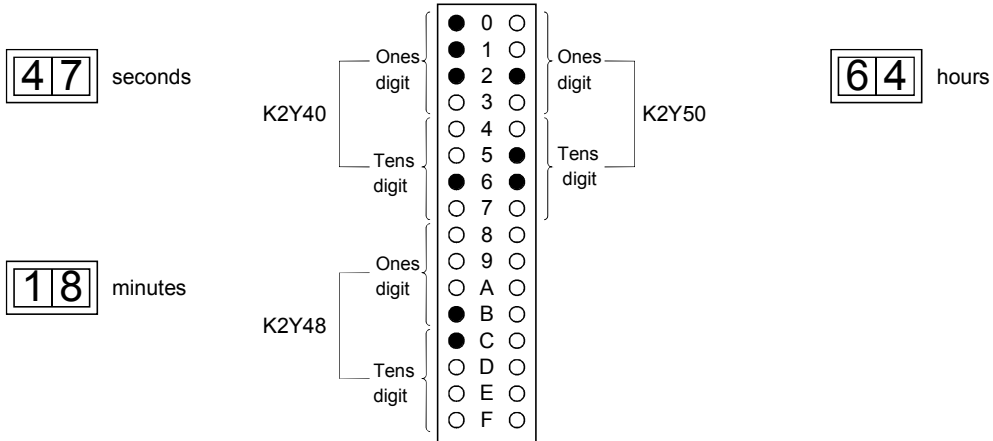 47 seconds
18 minutes
64 hours
K2Y40
Ones
digit
Tens
digit
K2Y48
Ones
digit
Tens
digit
0
1
2
3
4
5
6
7
8
9
A
B
C
D
E
F
Ones
digit
Tens
digit
K2Y50